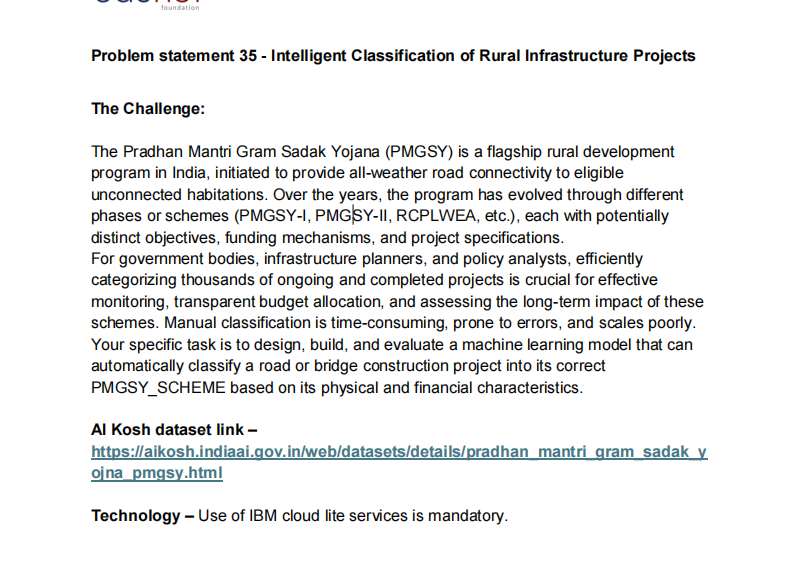 foundation
Problem statement 35 - Intelligent Classification of Rural Infrastructure Projects
The Challenge:
The Pradhan Mantri Gram Sadak Yojana (PMGSY) is a flagship rural development
program in India, initiated to provide all-weather road connectivity to eligible
unconnected habitations. Over the years, the program has evolved through different
phases or schemes (PMGSY-I, PMGSY-II, RCPLWEA, etc.), each with potentially
distinct objectives, funding mechanisms, and project specifications.
For government bodies, infrastructure planners, and policy analysts, efficiently
categorizing thousands of ongoing and completed projects is crucial for effective
monitoring, transparent budget allocation, and assessing the long-term impact of these
schemes. Manual classification is time-consuming, prone to errors, and scales poorly.
Your specific task is to design, build, and evaluate a machine learning model that can
automatically classify a road or bridge construction project into its correct
PMGSY_SCHEME based on its physical and financial characteristics.
AI Kosh dataset link –
https://aikosh.indiaai.gov.in/web/datasets/details/pradhan_mantri_gram_sadak_y
ojna_pmgsy.html
Technology – Use of IBM cloud lite services is mandatory.